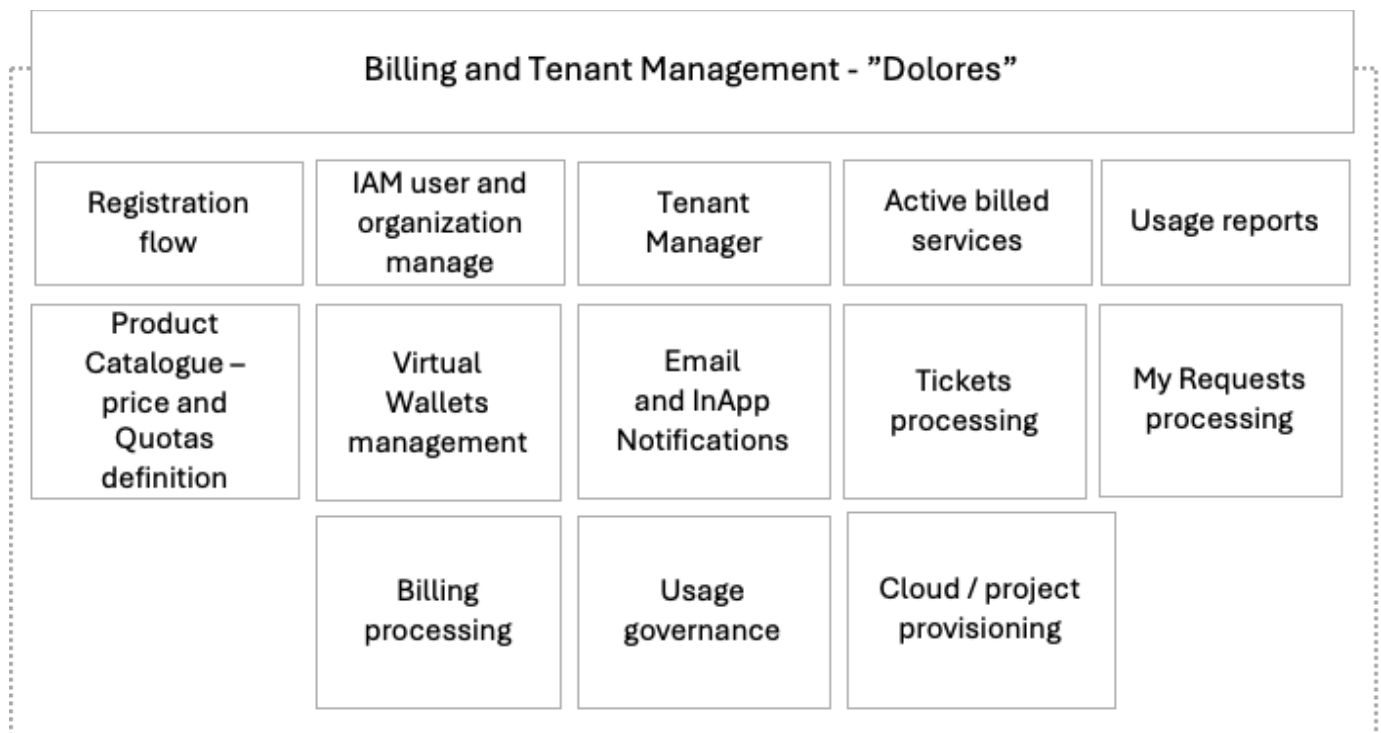 Billing and Tenant Management - ”Dolores”
Registration
flow
IAM user and
organization
manage
Tenant
Manager
Active billed
services
Usage reports
Product
Catalogue –
price and
Quotas
definition
Virtual
Wallets
management
Email
and InApp
Notifications
Tickets
processing
My Requests
processing
Billing
processing
Usage
governance
Cloud / project
provisioning